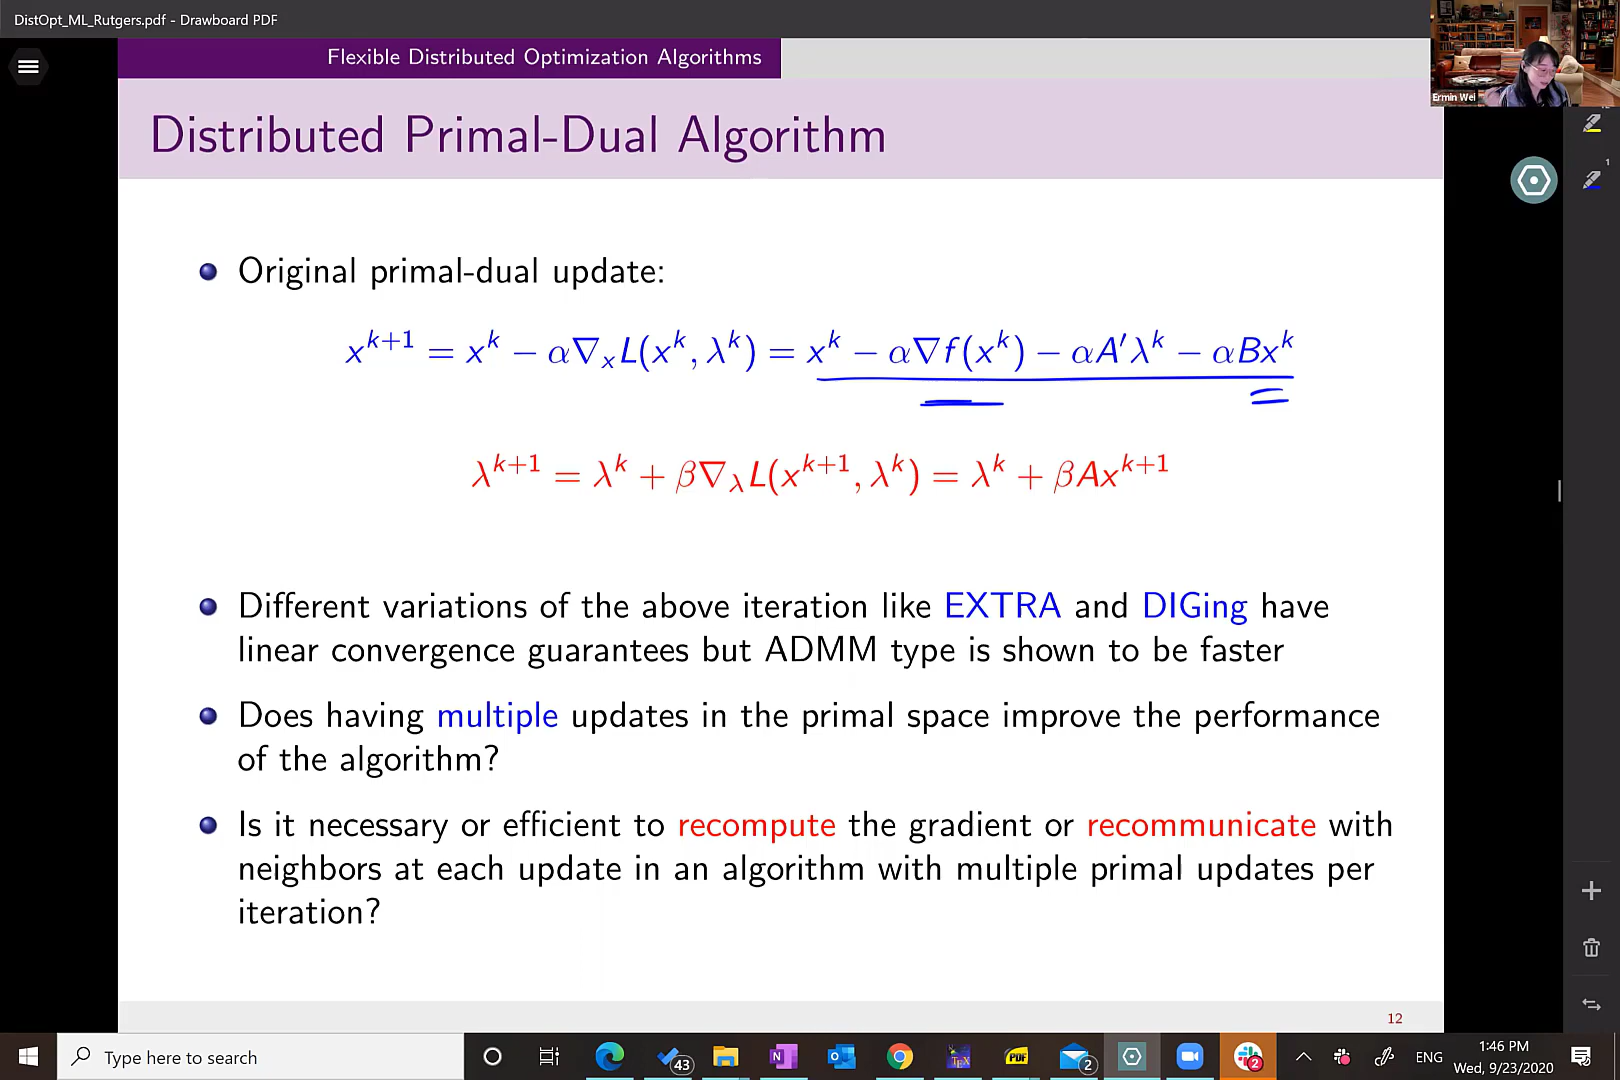 DistOpt_ML_Rutgers.pdf - Drawboard PDF
Flexible Distributed Optimization Algorithms
Ermin Wei
Distributed Primal-Dual Algorithm
1
Original primal-dual update:
x^{k+1} = x^k − α∇_x L(x^k, λ^k) = x^k − α∇f(x^k) − αA′λ^k − αBx^k
λ^{k+1} = λ^k + β∇_λ L(x^{k+1}, λ^k) = λ^k + βAx^{k+1}
Different variations of the above iteration like EXTRA and DIGing have
linear convergence guarantees but ADMM type is shown to be faster
Does having multiple updates in the primal space improve the performance
of the algorithm?
Is it necessary or efficient to recompute the gradient or recommunicate with
neighbors at each update in an algorithm with multiple primal updates per
iteration?
12
Type here to search
43
PDF
2
2
ENG
1:46 PM
Wed, 9/23/2020